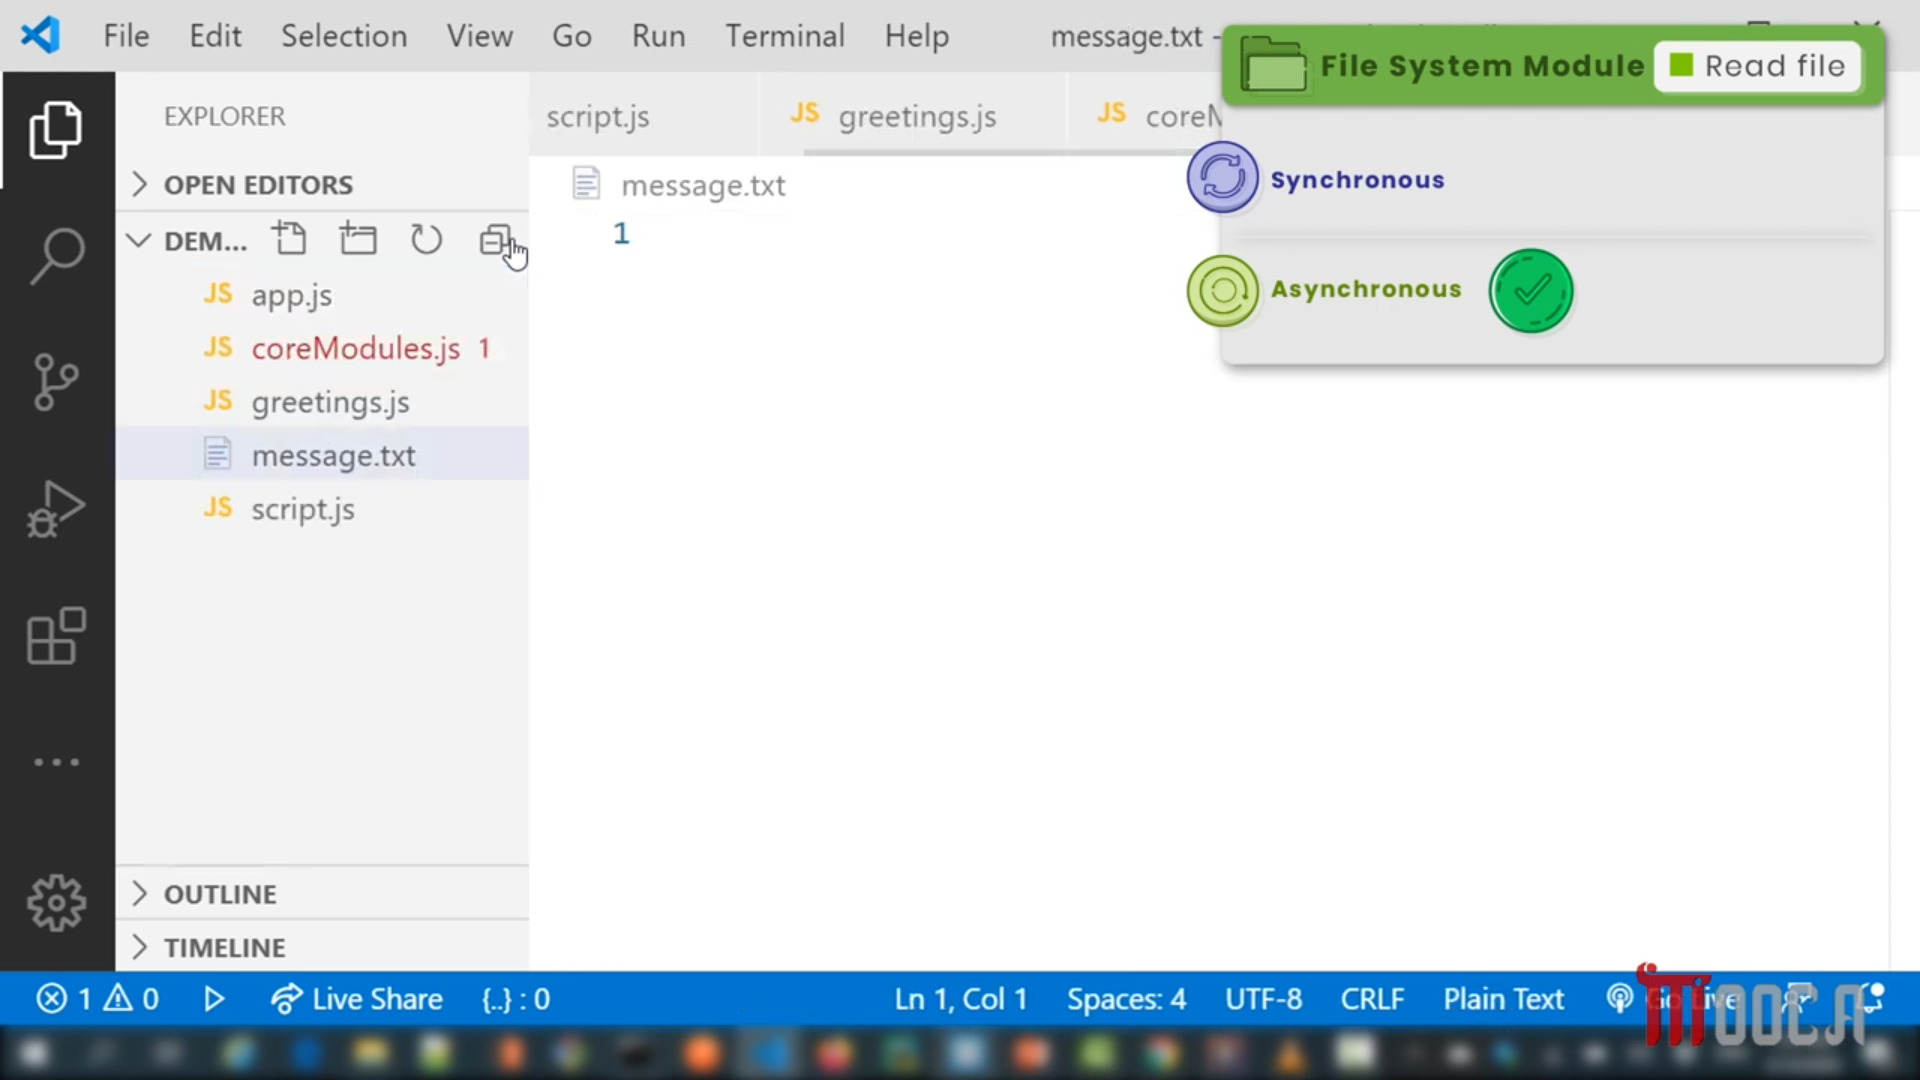 File Edit Selection View Go Run Terminal Help message.txt -
File System Module Read file
EXPLORER
script.js JS greetings.js JS coreM
OPEN EDITORS
message.txt
Synchronous
DEM...
1
Asynchronous
JS app.js
JS coreModules.js 1
JS greetings.js
message.txt
JS script.js
OUTLINE
TIMELINE
1 0 Live Share {..} : 0 Ln 1, Col 1 Spaces: 4 UTF-8 CRLF Plain Text Go Live
MOOCA